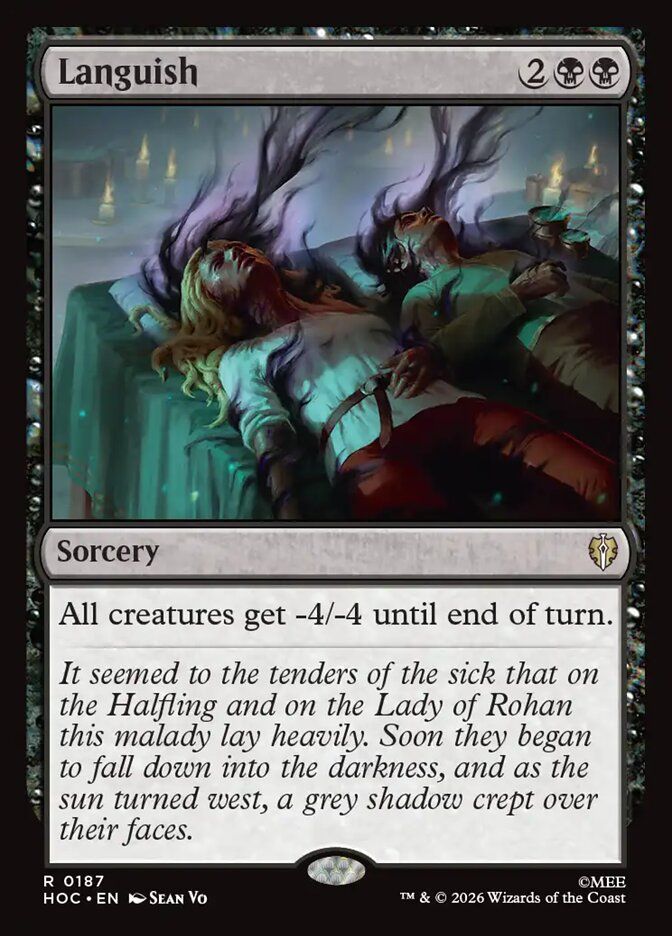 Languish 2
Sorcery
All creatures get -4/-4 until end of turn.
It seemed to the tenders of the sick that on
the Halfling and on the Lady of Rohan
this malady lay heavily. Soon they began
to fall down into the darkness, and as the
sun turned west, a grey shadow crept over
their faces.
R 0187
HOC • EN Sean Vo
©MEE
™ & © 2026 Wizards of the Coast